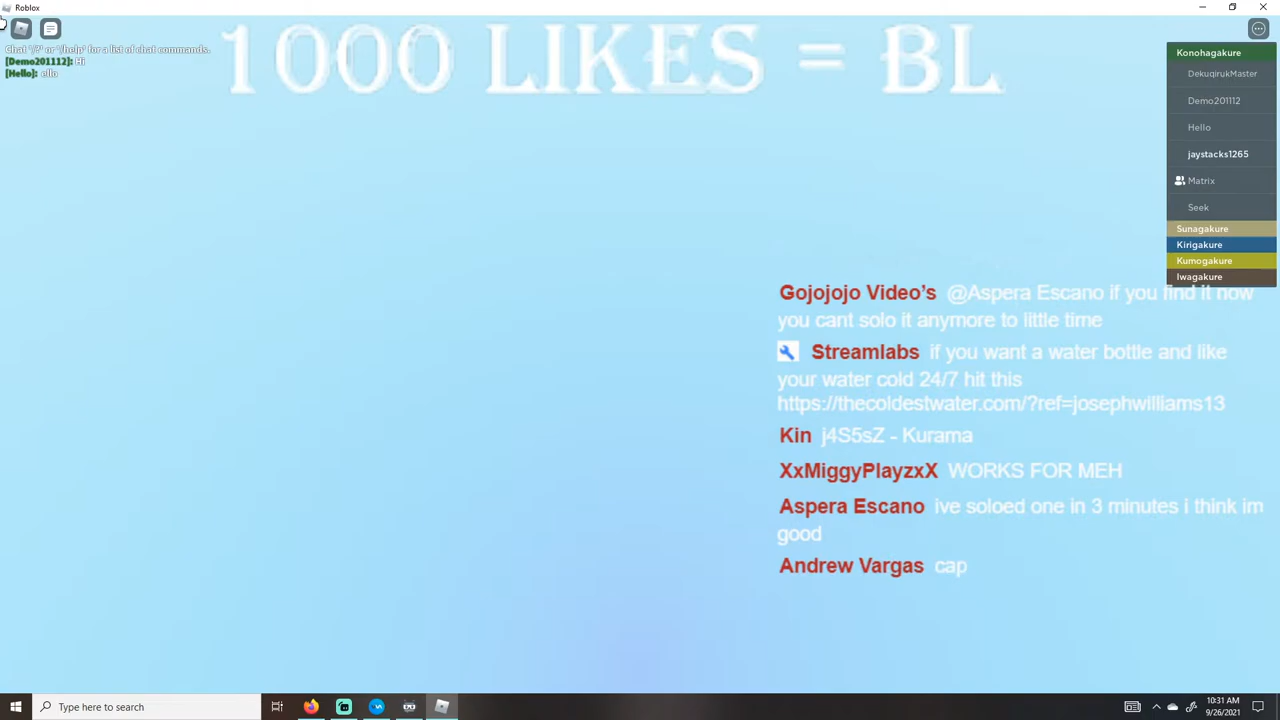 Roblox
Chat '/?' or '/help' for a list of chat commands.
[Demo201112]: Hi
[Hello]: ello
1000 LIKES = BL
Konohagakure
DekuqirukMaster
Demo201112
Hello
jaystacks1265
Matrix
Seek
Sunagakure
Kirigakure
Kumogakure
Iwagakure
Gojojojo Video's @Aspera Escano if you find it now
you cant solo it anymore to little time
Streamlabs if you want a water bottle and like
your water cold 24/7 hit this
https://thecoldestwater.com/?ref=josephwilliams13
Kin j4S5sZ - Kurama
XxMiggyPlayzxX WORKS FOR MEH
Aspera Escano ive soloed one in 3 minutes i think im
good
Andrew Vargas cap
Type here to search
10:31 AM
9/26/2021